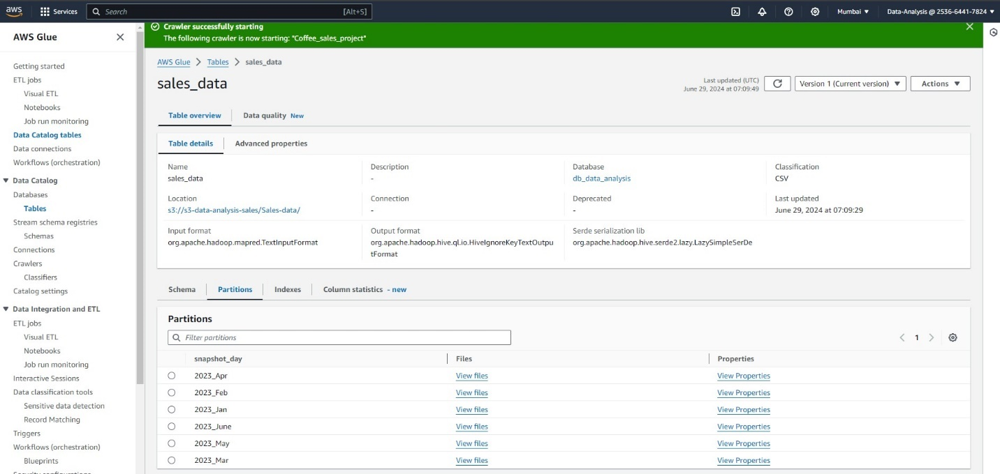 aws Services Search [Alt+S] Mumbai ▼ Data-Analysis @ 2536-6441-7824 ▼
AWS Glue
Getting started
ETL jobs
Visual ETL
Notebooks
Job run monitoring
Data Catalog tables
Data connections
Workflows (orchestration)
▼ Data Catalog
Databases
Tables
Stream schema registries
Schemas
Connections
Crawlers
Classifiers
Catalog settings
▼ Data Integration and ETL
ETL jobs
Visual ETL
Notebooks
Job run monitoring
Interactive Sessions
Data classification tools
Sensitive data detection
Record Matching
Triggers
Workflows (orchestration)
Blueprints
Security configurations
Crawler successfully starting
The following crawler is now starting: "Coffee_sales_project"
AWS Glue > Tables > sales_data
sales_data
Last updated (UTC)
June 29, 2024 at 07:09:49
Version 1 (Current version) ▼ Actions ▼
Table overview Data quality New
Table details Advanced properties
Name Description Database Classification
sales_data - db_data_analysis CSV
Location Connection Deprecated Last updated
s3://s3-data-analysis-sales/Sales-data/ - - June 29, 2024 at 07:09:29
Input format Output format Serde serialization lib
org.apache.hadoop.mapred.TextInputFormat org.apache.hadoop.hive.ql.io.HiveIgnoreKeyTextOutpu org.apache.hadoop.hive.serde2.lazy.LazySimpleSerDe
tFormat
Schema Partitions Indexes Column statistics - new
Partitions
Filter partitions < 1 >
snapshot_day Files Properties
2023_Apr View files View Properties
2023_Feb View files View Properties
2023_Jan View files View Properties
2023_June View files View Properties
2023_May View files View Properties
2023_Mar View files View Properties